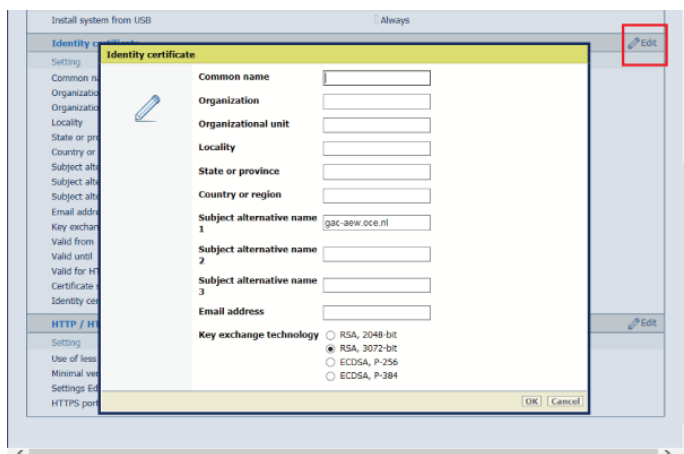 Install system from USB Always
Identity certificate Edit
Identity certificate
Setting
Common name
Common na
Organization
Organizatio
Organizational unit
Organizatio
Locality
Locality
State or province
State or pro
Country or region
Country or
Subject alternative name
1 gac-aew.oce.nl
Subject alte
Subject alternative name
2
Subject alte
Subject alternative name
3
Subject alte
Email address
Email addre
Key exchange technology RSA, 2048-bit
Key exchan
RSA, 3072-bit
Valid from
ECDSA, P-256
Valid until
ECDSA, P-384
Valid for HT
Certificate s
Identity cer
HTTP / HT Edit
Setting
Use of less
Minimal ver
Settings Ed
HTTPS port
OK Cancel